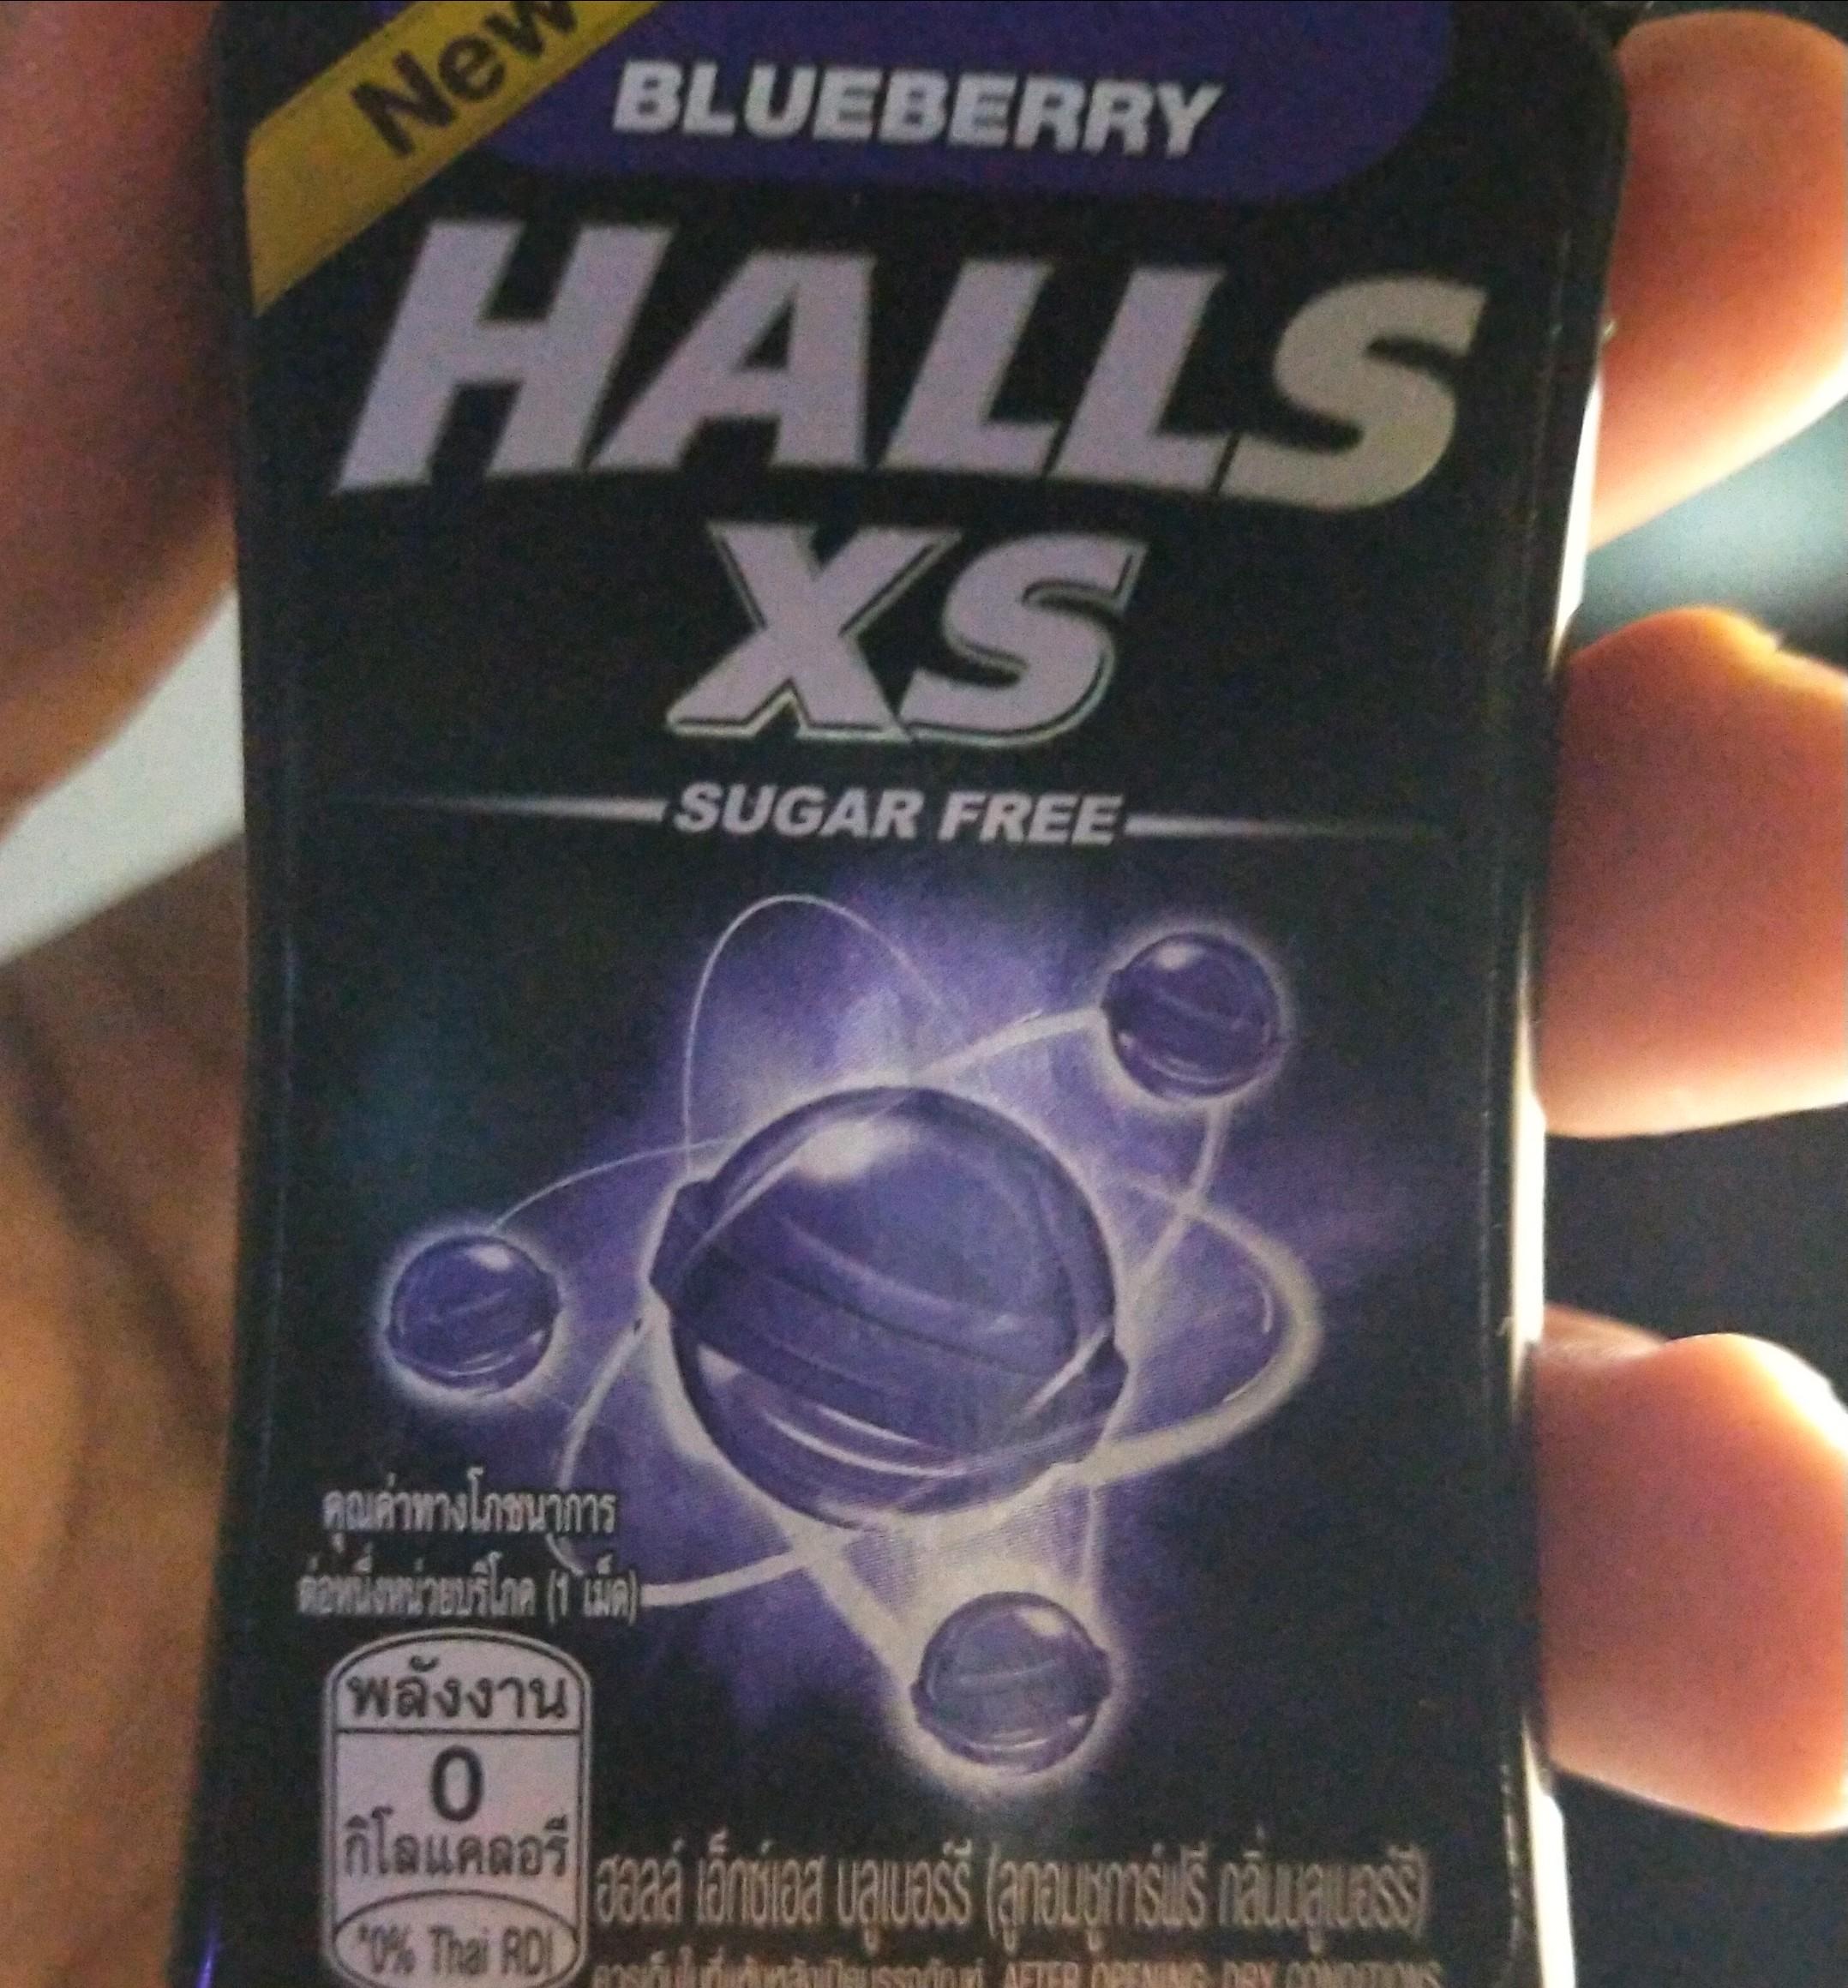 New
BLUEBERRY
HALLS
XS
SUGAR FREE
คุณค่าทางโภชนาการ
ต่อหนึ่งหน่วยบริโภค (1 เม็ด)
พลังงาน
0
กิโลแคลอรี
*0% Thai RDI
ฮอลล์ เอ็กซ์เอส บลูเบอร์รี่ (ลูกอมชูการ์ฟรี กลิ่นบลูเบอร์รี่)
AFTER OPENING, DRY CONDITIONS